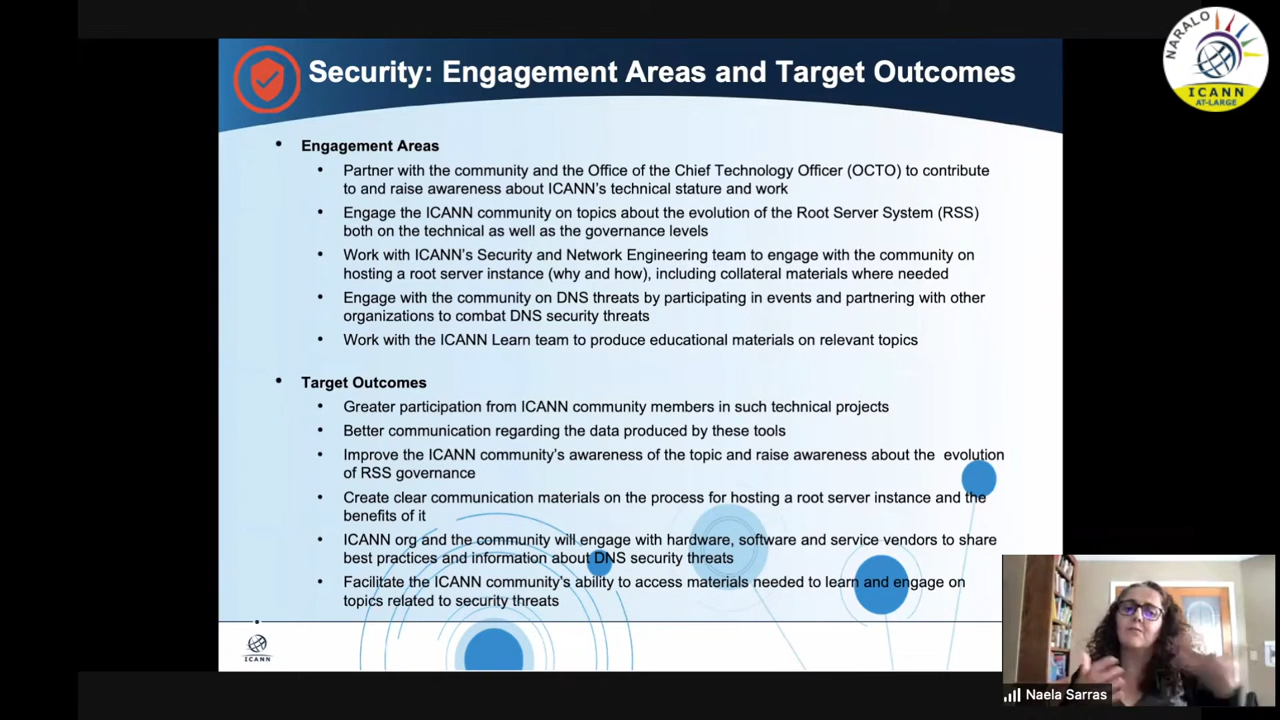 Security: Engagement Areas and Target Outcomes
NARALO
ICANN
AT-LARGE
• Engagement Areas
• Partner with the community and the Office of the Chief Technology Officer (OCTO) to contribute
to and raise awareness about ICANN's technical stature and work
• Engage the ICANN community on topics about the evolution of the Root Server System (RSS)
both on the technical as well as the governance levels
• Work with ICANN's Security and Network Engineering team to engage with the community on
hosting a root server instance (why and how), including collateral materials where needed
• Engage with the community on DNS threats by participating in events and partnering with other
organizations to combat DNS security threats
• Work with the ICANN Learn team to produce educational materials on relevant topics
• Target Outcomes
• Greater participation from ICANN community members in such technical projects
• Better communication regarding the data produced by these tools
• Improve the ICANN community's awareness of the topic and raise awareness about the  evolution
of RSS governance
• Create clear communication materials on the process for hosting a root server instance and the
benefits of it
• ICANN org and the community will engage with hardware, software and service vendors to share
best practices and information about DNS security threats
• Facilitate the ICANN community's ability to access materials needed to learn and engage on
topics related to security threats
ICANN
Naela Sarras